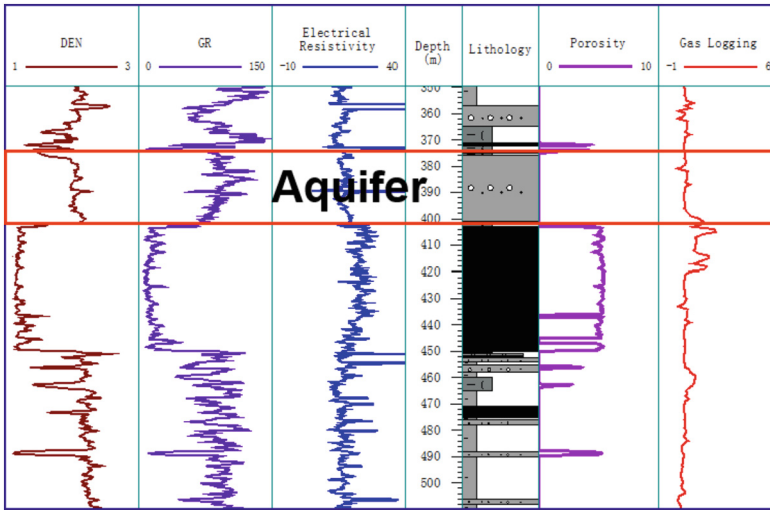 DEN
1 3
GR
0 150
Electrical
Resistivity
-10 40
Depth
(m)
Lithology
Porosity
0 10
Gas Logging
-1 6
350
360
370
380
390
400
410
420
430
440
450
460
470
480
490
500
Aquifer